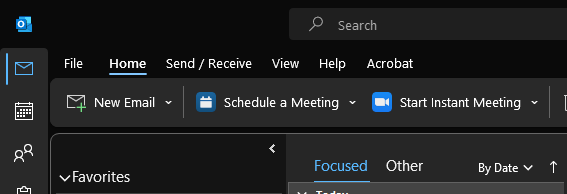 Search
File Home Send / Receive View Help Acrobat
New Email Schedule a Meeting Start Instant Meeting
Focused Other By Date
Favorites
Today